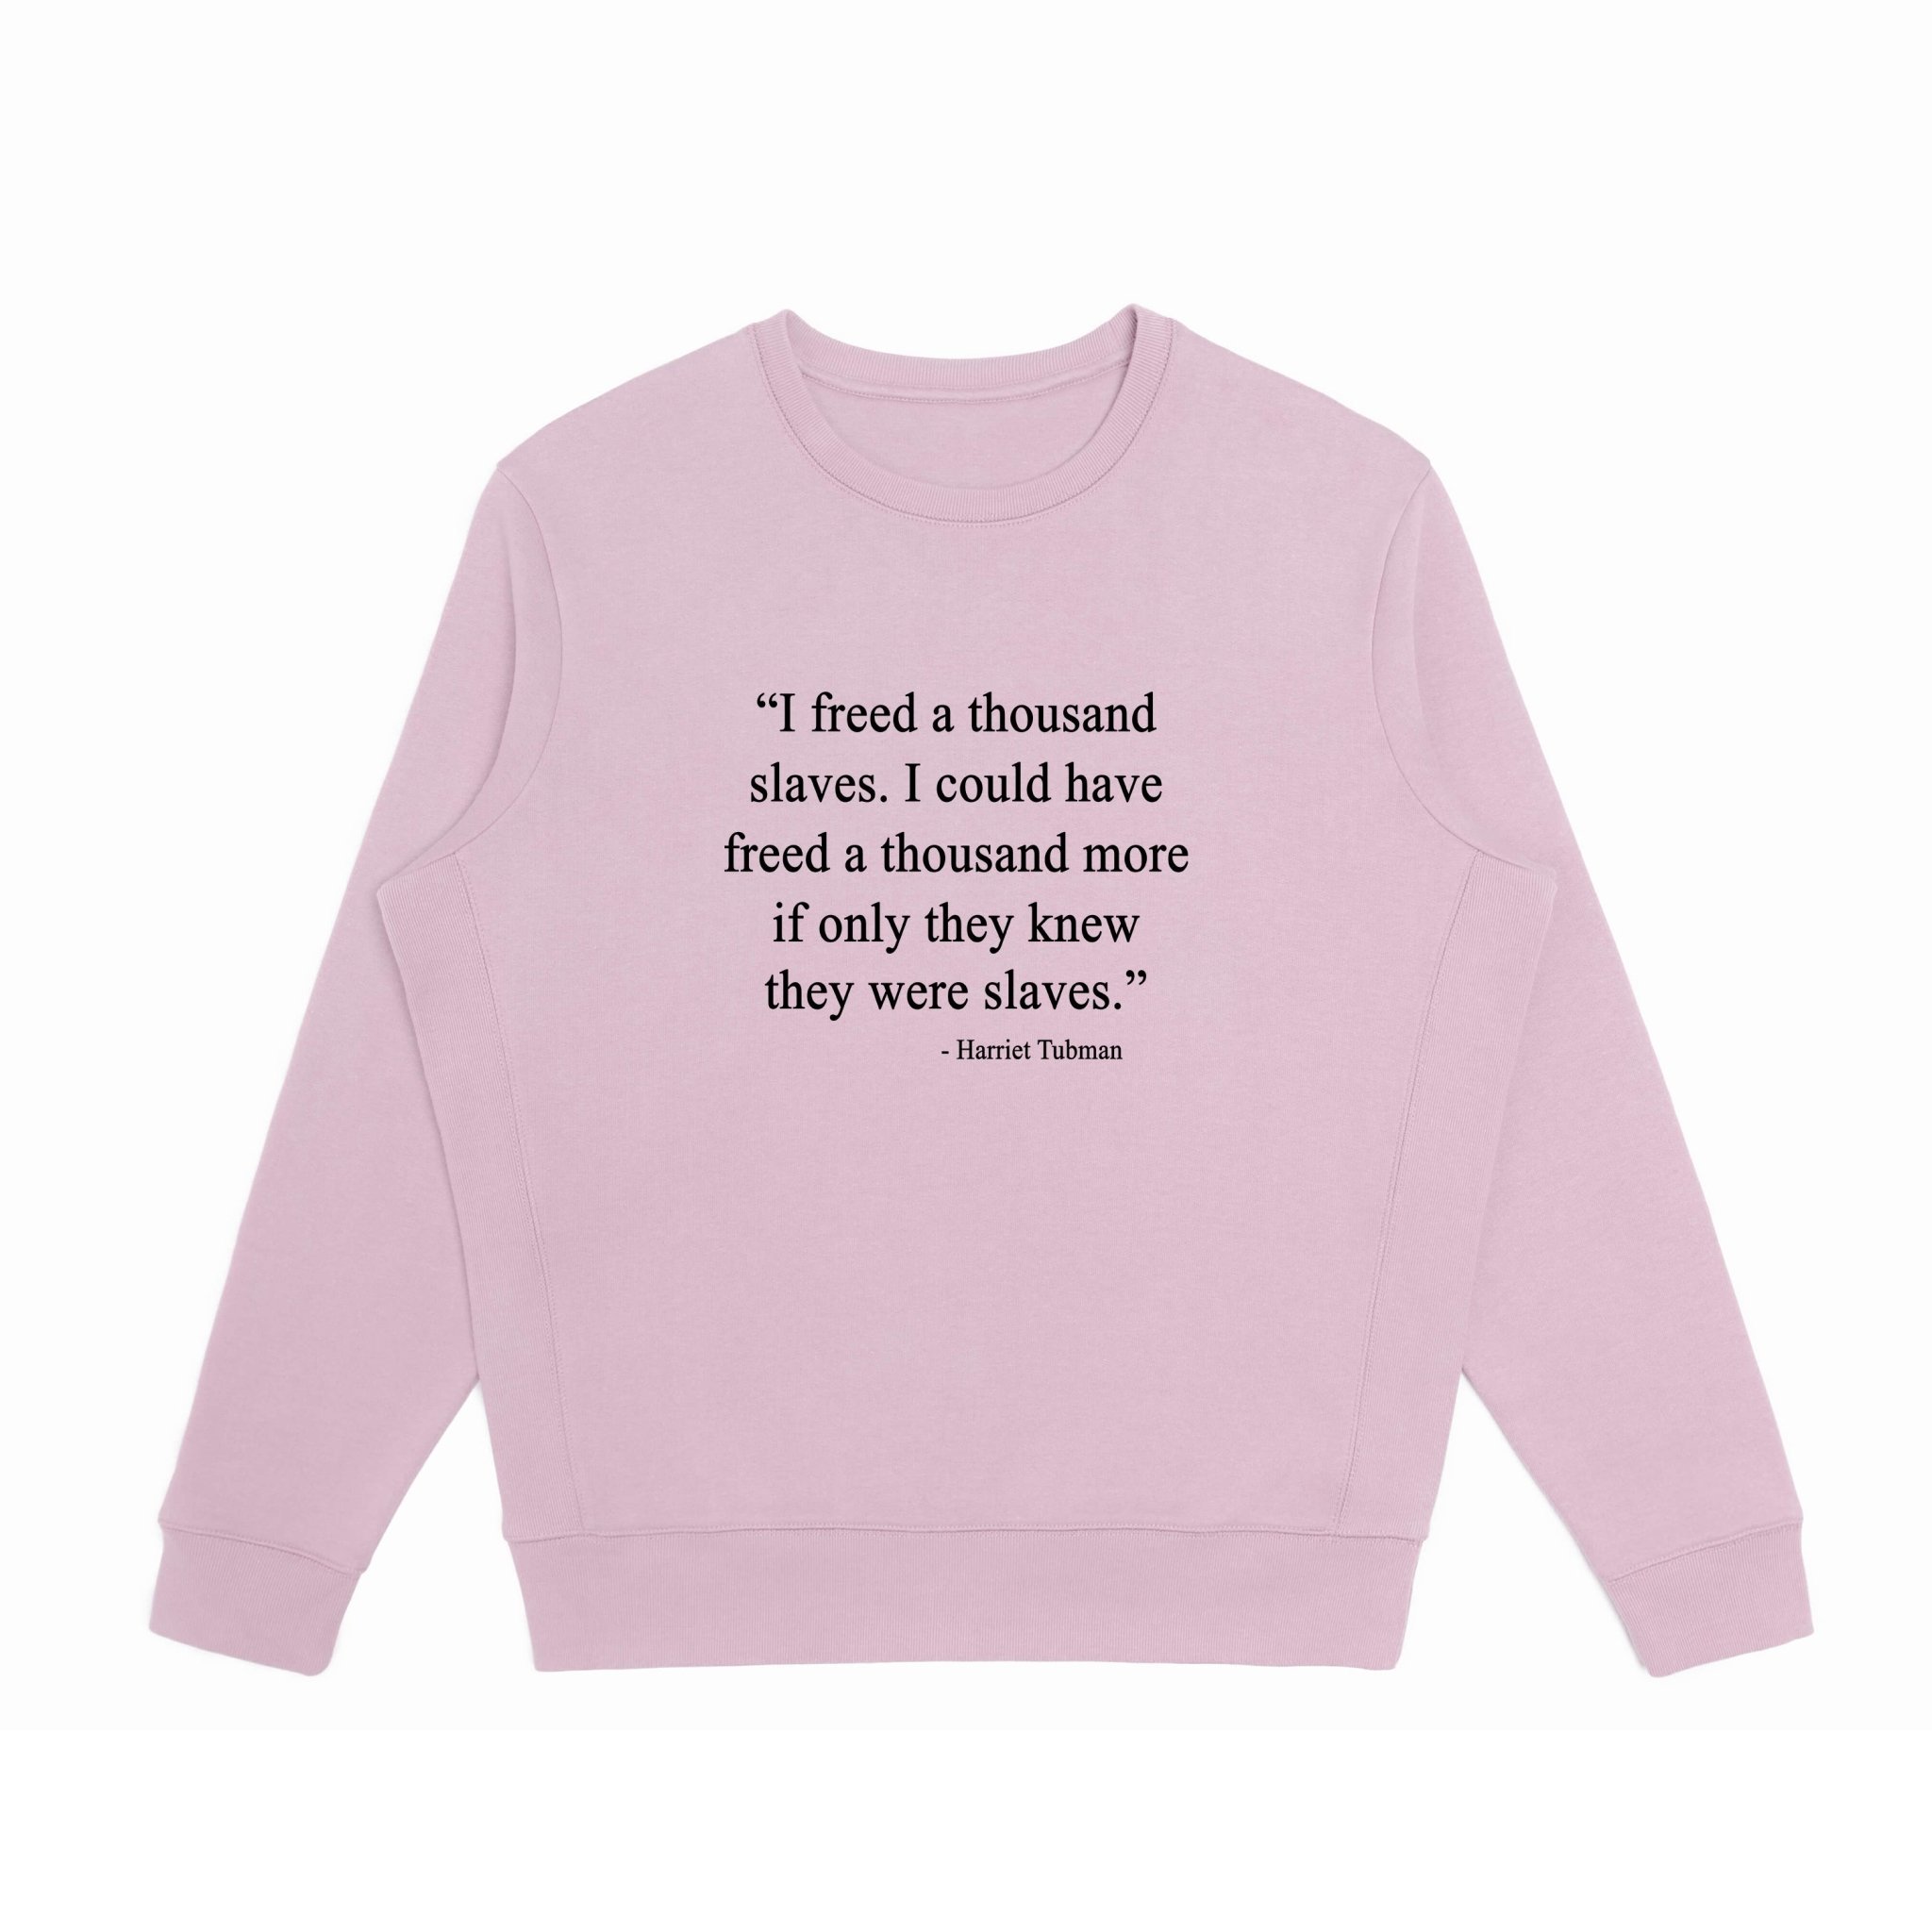 “I freed a thousand
slaves. I could have
freed a thousand more
if only they knew
they were slaves.”
- Harriet Tubman